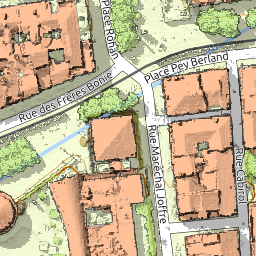 Place Rohan
Rue des Frères Bonie
Place Pey Berland
Rue Maréchal Joffre
Rue Cabirol